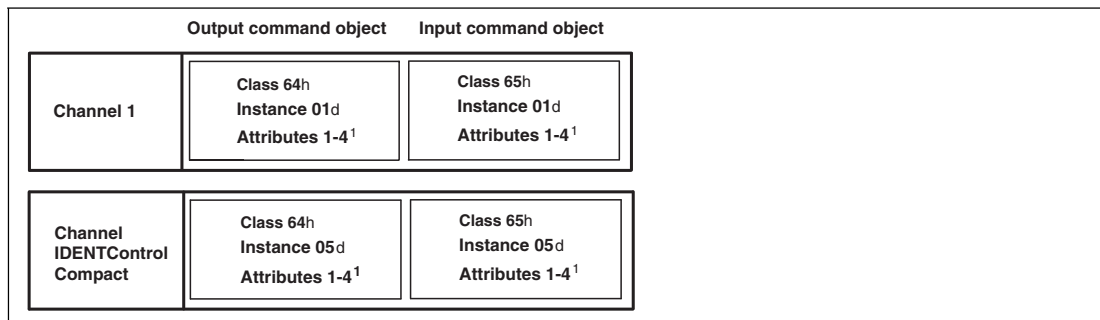 Output command object Input command object
Channel 1
Class 64h
Instance 01d
Attributes 1-4¹
Class 65h
Instance 01d
Attributes 1-4¹
Channel
IDENTControl
Compact
Class 64h
Instance 05d
Attributes 1-4¹
Class 65h
Instance 05d
Attributes 1-4¹